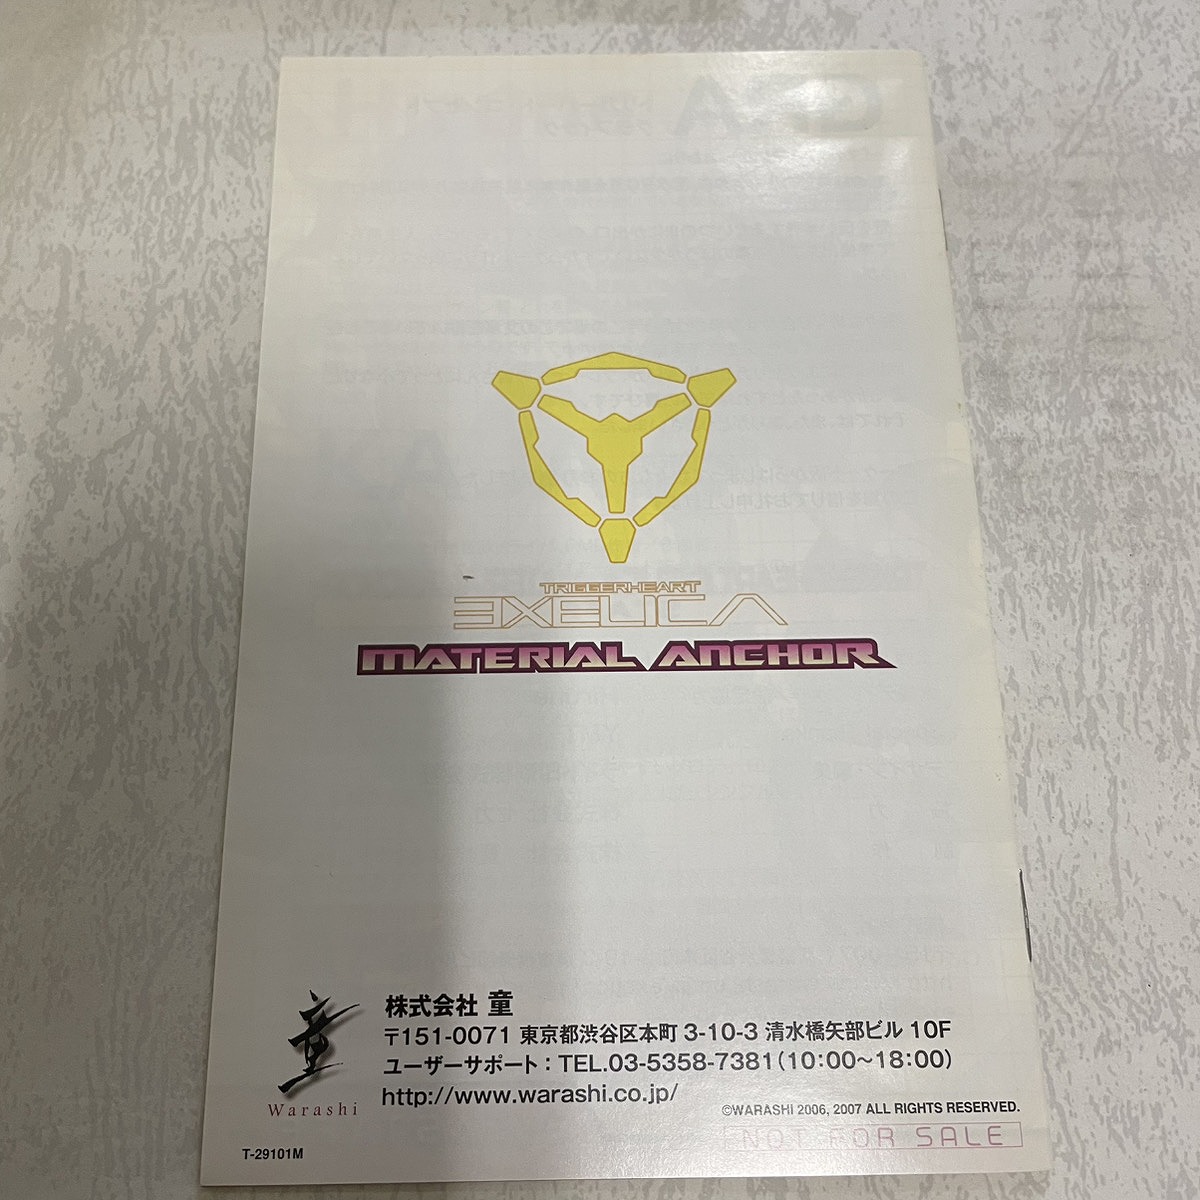 TRIGGERHEART
EXELICA
MATERIAL ANCHOR
童
Warashi
株式会社 童
〒151-0071 東京都渋谷区本町 3-10-3 清水橋矢部ビル 10F
ユーザーサポート：TEL.03-5358-7381(10:00～18:00)
http://www.warashi.co.jp/
©WARASHI 2006, 2007 ALL RIGHTS RESERVED.
NOT FOR SALE
T-29101M